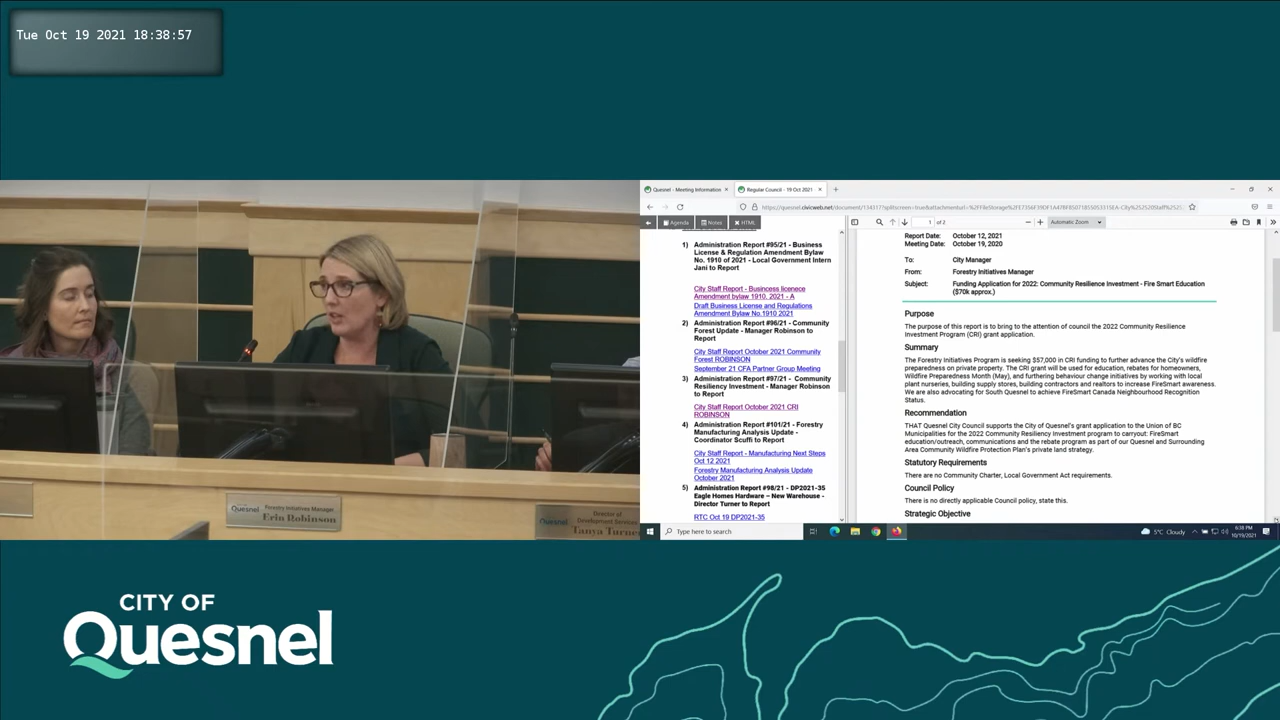 Tue Oct 19 2021 18:38:57
Quesnel - Meeting Information
Regular Council - 19 Oct 2021
Agenda
Notes
HTML
1 of 2
Automatic Zoom
1) Administration Report #95/21 - Business
License & Regulation Amendment Bylaw
No. 1910 of 2021 - Local Government Intern
Jani to Report
City Staff Report - Busincess licenece
Amendment bylaw 1910, 2021 - A
Draft Business License and Regulations
Amendment Bylaw No.1910 2021
2) Administration Report #96/21 - Community
Forest Update - Manager Robinson to
Report
City Staff Report October 2021 Community
Forest ROBINSON
September 21 CFA Partner Group Meeting
3) Administration Report #97/21 - Community
Resiliency Investment - Manager Robinson
to Report
City Staff Report October 2021 CRI
ROBINSON
4) Administration Report #101/21 - Forestry
Manufacturing Analysis Update -
Coordinator Scuffi to Report
City Staff Report - Manufacturing Next Steps
Oct 12 2021
Forestry Manufacturing Analysis Update
October 2021
5) Administration Report #98/21 - DP2021-35
Eagle Homes Hardware – New Warehouse -
Director Turner to Report
RTC Oct 19 DP2021-35
Report Date: October 12, 2021
Meeting Date: October 19, 2020
To: City Manager
From: Forestry Initiatives Manager
Subject: Funding Application for 2022: Community Resilience Investment - Fire Smart Education
($70k approx.)
Purpose
The purpose of this report is to bring to the attention of council the 2022 Community Resilience
Investment Program (CRI) grant application.
Summary
The Forestry Initiatives Program is seeking $57,000 in CRI funding to further advance the City's wildfire
preparedness on private property. The CRI grant will be used for education, rebates for homeowners,
Wildfire Preparedness Month (May), and furthering behaviour change initiatives by working with local
plant nurseries, building supply stores, building contractors and realtors to increase FireSmart awareness.
We are also advocating for South Quesnel to achieve FireSmart Canada Neighbourhood Recognition
Status.
Recommendation
THAT Quesnel City Council supports the City of Quesnel's grant application to the Union of BC
Municipalities for the 2022 Community Resiliency Investment program to carryout: FireSmart
education/outreach, communications and the rebate program as part of our Quesnel and Surrounding
Area Community Wildfire Protection Plan's private land strategy.
Statutory Requirements
There are no Community Charter, Local Government Act requirements.
Council Policy
There is no directly applicable Council policy, state this.
Strategic Objective
Type here to search
5°C Cloudy
6:38 PM
10/19/2021
Quesnel
Forestry Initiatives Manager
Erin Robinson
Director of
Development Services
Tanya Turner
CITY OF
Quesnel